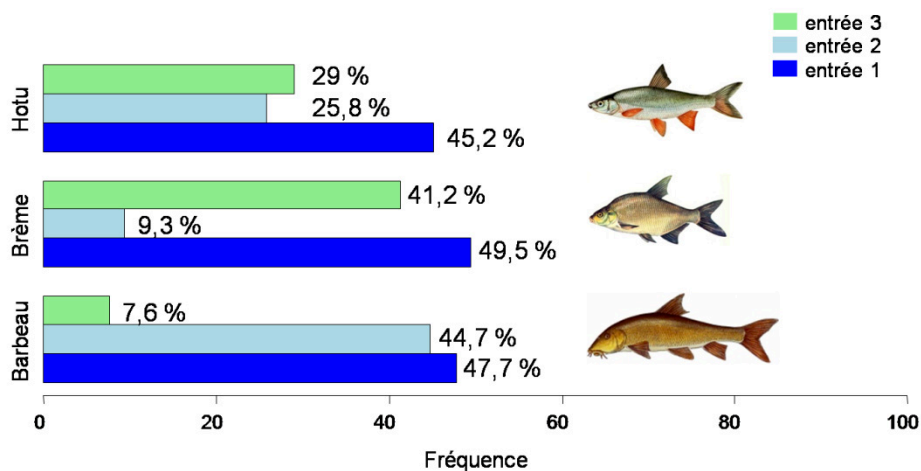 entrée 3
entrée 2
entrée 1
Hotu
29 %
25,8 %
45,2 %
Brème
41,2 %
9,3 %
49,5 %
Barbeau
7,6 %
44,7 %
47,7 %
0 20 40 60 80 100
Fréquence